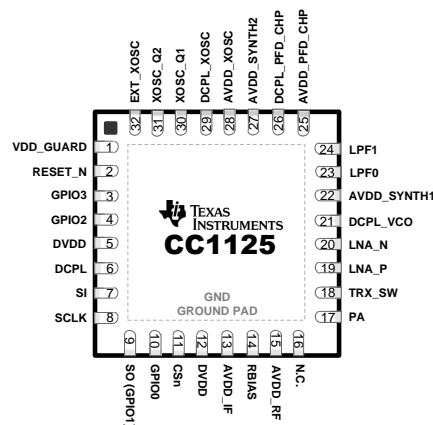 EXT_XOSC
XOSC_Q2
XOSC_Q1
DCPL_XOSC
AVDD_XOSC
AVDD_SYNTH2
DCPL_PFD_CHP
AVDD_PFD_CHP
32
31
30
29
28
27
26
25
VDD_GUARD 1
RESET_N 2
GPIO3 3
GPIO2 4
DVDD 5
DCPL 6
SI 7
SCLK 8
24 LPF1
23 LPF0
22 AVDD_SYNTH1
21 DCPL_VCO
20 LNA_N
19 LNA_P
18 TRX_SW
17 PA
TEXAS
INSTRUMENTS
CC1125
GND
GROUND PAD
9
10
11
12
13
14
15
16
SO (GPIO1)
GPIO0
CSn
DVDD
AVDD_IF
RBIAS
AVDD_RF
N.C.